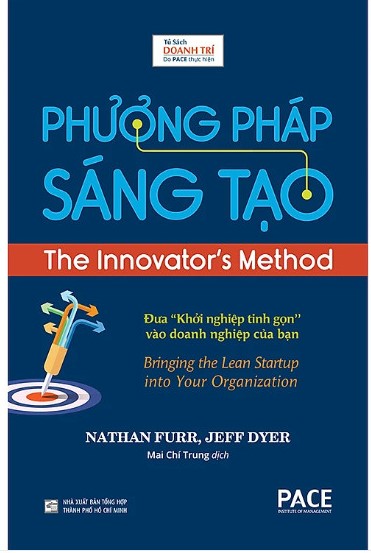 Tủ Sách
DOANH TRÍ
Do PACE thực hiện
PHƯƠNG PHÁP
SÁNG TẠO
The Innovator's Method
Đưa “Khởi nghiệp tinh gọn”
vào doanh nghiệp của bạn
Bringing the Lean Startup
into Your Organization
NATHAN FURR, JEFF DYER
Mai Chí Trung dịch
NHÀ XUẤT BẢN TỔNG HỢP
THÀNH PHỐ HỒ CHÍ MINH
PACE
INSTITUTE OF MANAGEMENT